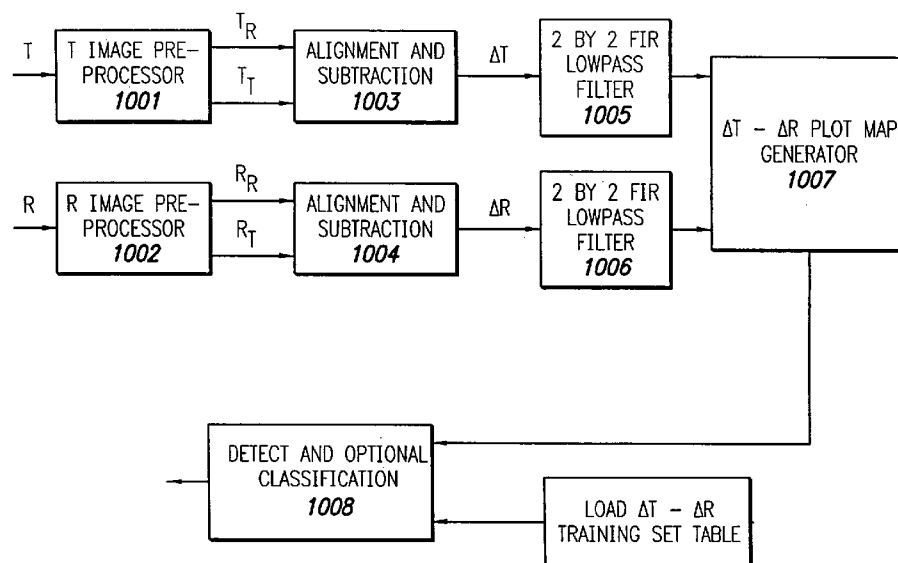 T
T IMAGE PRE-
PROCESSOR
1001
T_R
T_T
ALIGNMENT AND
SUBTRACTION
1003
ΔT
2 BY 2 FIR
LOWPASS
FILTER
1005
ΔT – ΔR PLOT MAP
GENERATOR
1007
R
R IMAGE PRE-
PROCESSOR
1002
R_R
R_T
ALIGNMENT AND
SUBTRACTION
1004
ΔR
2 BY 2 FIR
LOWPASS
FILTER
1006
DETECT AND OPTIONAL
CLASSIFICATION
1008
LOAD ΔT – ΔR
TRAINING SET TABLE